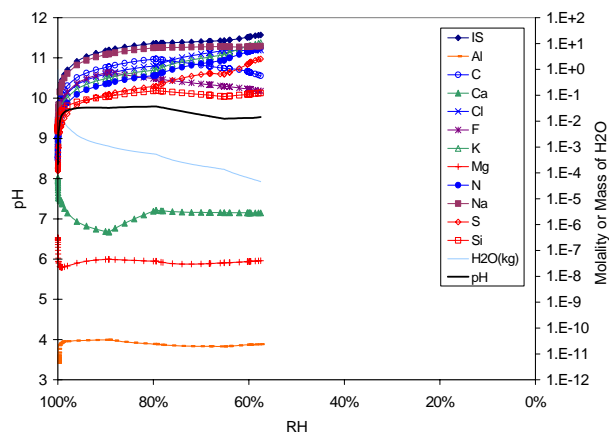 12
11
10
9
8
7
6
5
4
3
pH
100%
80%
60%
40%
20%
0%
RH
1.E+2
1.E+1
1.E+0
1.E-1
1.E-2
1.E-3
1.E-4
1.E-5
1.E-6
1.E-7
1.E-8
1.E-9
1.E-10
1.E-11
1.E-12
Molality or Mass of H2O
IS
Al
C
Ca
Cl
F
K
Mg
N
Na
S
Si
H2O(kg)
pH